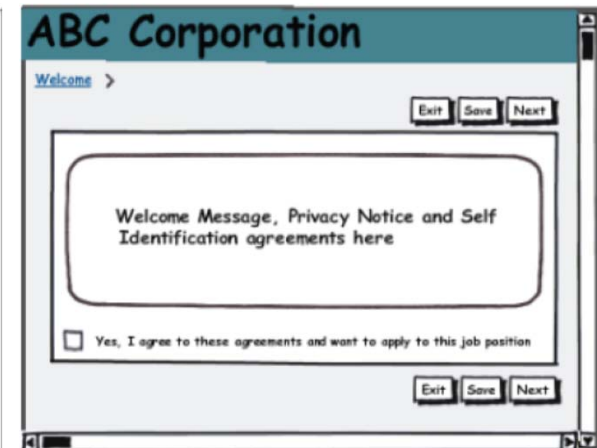 ABC Corporation
Welcome >
Exit Save Next
Welcome Message, Privacy Notice and Self
Identification agreements here
Yes, I agree to these agreements and want to apply to this job position
Exit Save Next